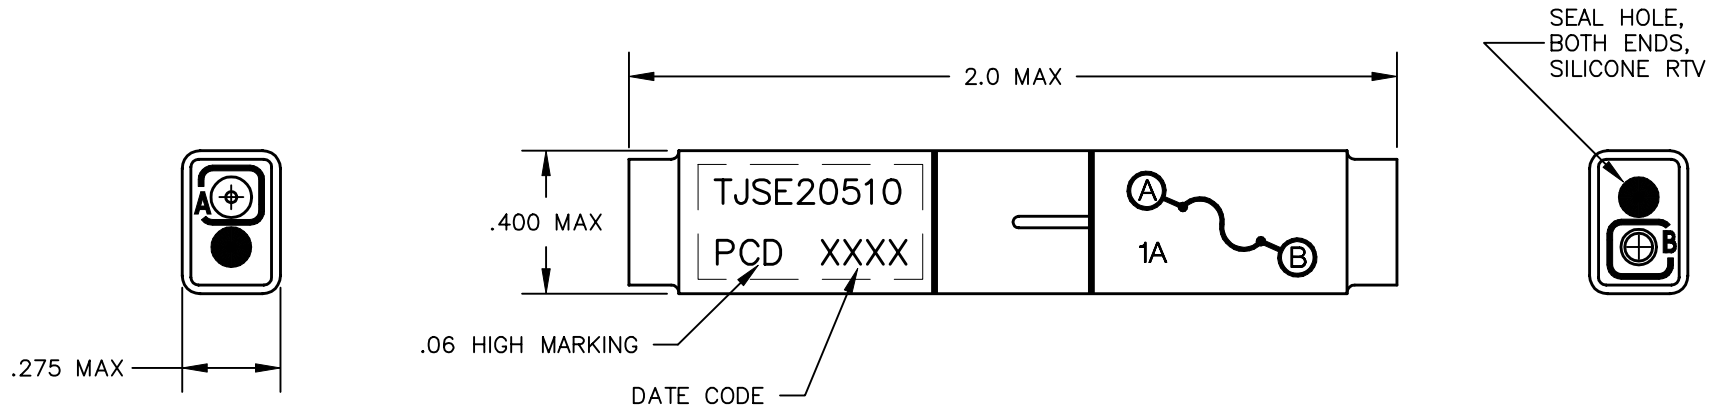 SEAL HOLE,
BOTH ENDS,
SILICONE RTV
2.0 MAX
A
TJSE20510
PCD XXXX
.400 MAX
A
1A
B
B
.06 HIGH MARKING
.275 MAX
DATE CODE